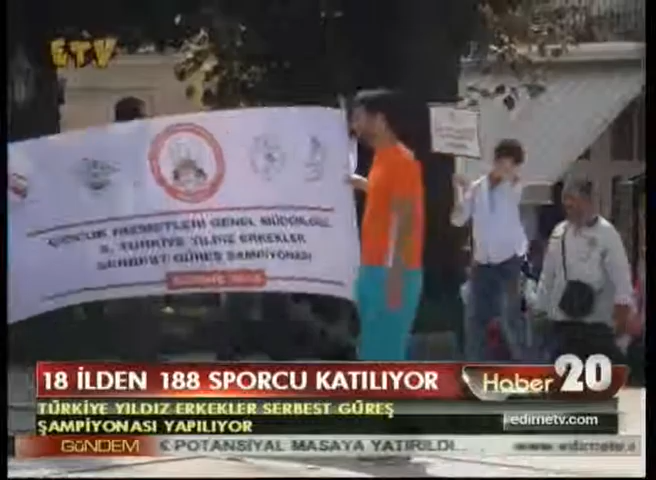 ETV
ÇOCUK HİZMETLERİ GENEL MÜDÜRLÜĞÜ
TÜRKİYE YILDIZ ERKEKLER
SERBEST GÜREŞ ŞAMPİYONASI
18 İLDEN 188 SPORCU KATILIYOR
Haber 20
TÜRKİYE YILDIZ ERKEKLER SERBEST GÜREŞ
ŞAMPİYONASI YAPILIYOR
edirnetv.com
GÜNDEM
POTANSİYAL MASAYA YATIRILDI.
www.edirnetv.c